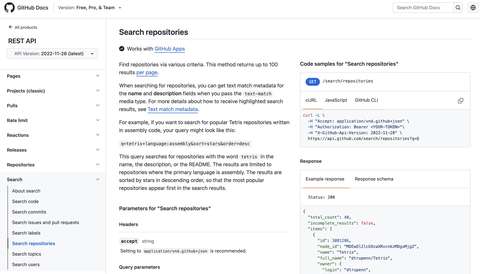 GitHub Docs
Version: Free, Pro, & Team
Search GitHub Docs
All products
REST API
API Version: 2022-11-28 (latest)
Pages
Projects (classic)
Pulls
Rate limit
Reactions
Releases
Repositories
Search
About search
Search code
Search commits
Search issues and pull requests
Search labels
Search repositories
Search topics
Search users
Search repositories
Works with GitHub Apps
Find repositories via various criteria. This method returns up to 100
results per page.
When searching for repositories, you can get text match metadata for
the name and description fields when you pass the text-match
media type. For more details about how to receive highlighted search
results, see Text match metadata.
For example, if you want to search for popular Tetris repositories
written in assembly code, your query might look like this:
q=tetris+language:assembly&sort=stars&order=desc
This query searches for repositories with the word tetris in the
name, the description, or the README. The results are limited to
repositories where the primary language is assembly. The results are
sorted by stars in descending order, so that the most popular
repositories appear first in the search results.
Parameters for "Search repositories"
Headers
accept string
Setting to application/vnd.github+json is recommended.
Query parameters
Code samples for "Search repositories"
GET /search/repositories
cURL JavaScript GitHub CLI
curl -L \
-H "Accept: application/vnd.github+json" \
-H "Authorization: Bearer <YOUR-TOKEN>"\
-H "X-GitHub-Api-Version: 2022-11-28" \
https://api.github.com/search/repositories?q=Q
Response
Example response Response schema
Status: 200
{
"total_count": 40,
"incomplete_results": false,
"items": [
{
"id": 3081286,
"name": "Tetris",
"full_name": "dtrupenn/Tetris",
"owner": {
"login": "dtrupenn",